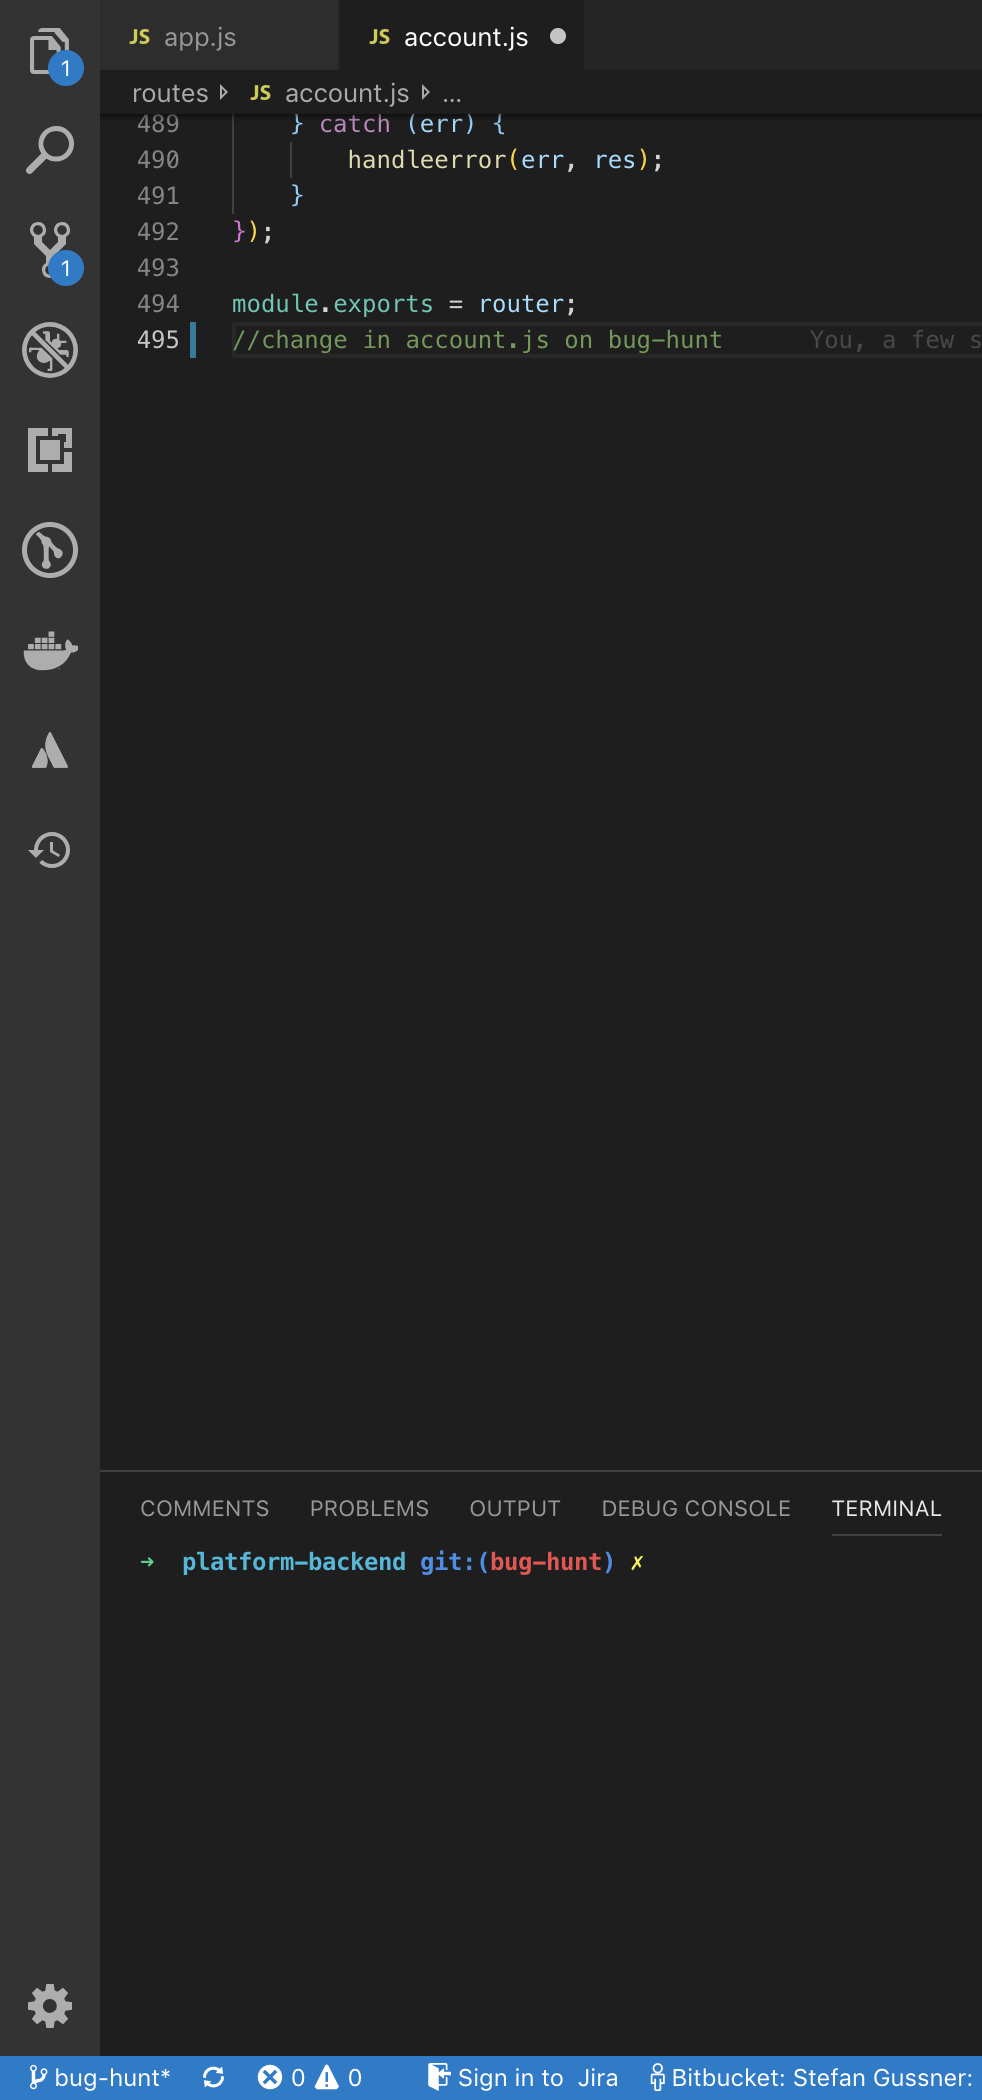 JS app.js JS account.js
1
routes JS account.js ...
489 } catch (err) {
490 handleerror(err, res);
491 }
492 });
1
493
494 module.exports = router;
495 //change in account.js on bug-hunt You, a few s
COMMENTS PROBLEMS OUTPUT DEBUG CONSOLE TERMINAL
➜ platform-backend git:(bug-hunt) ✗
bug-hunt* 0 0 Sign in to Jira Bitbucket: Stefan Gussner: